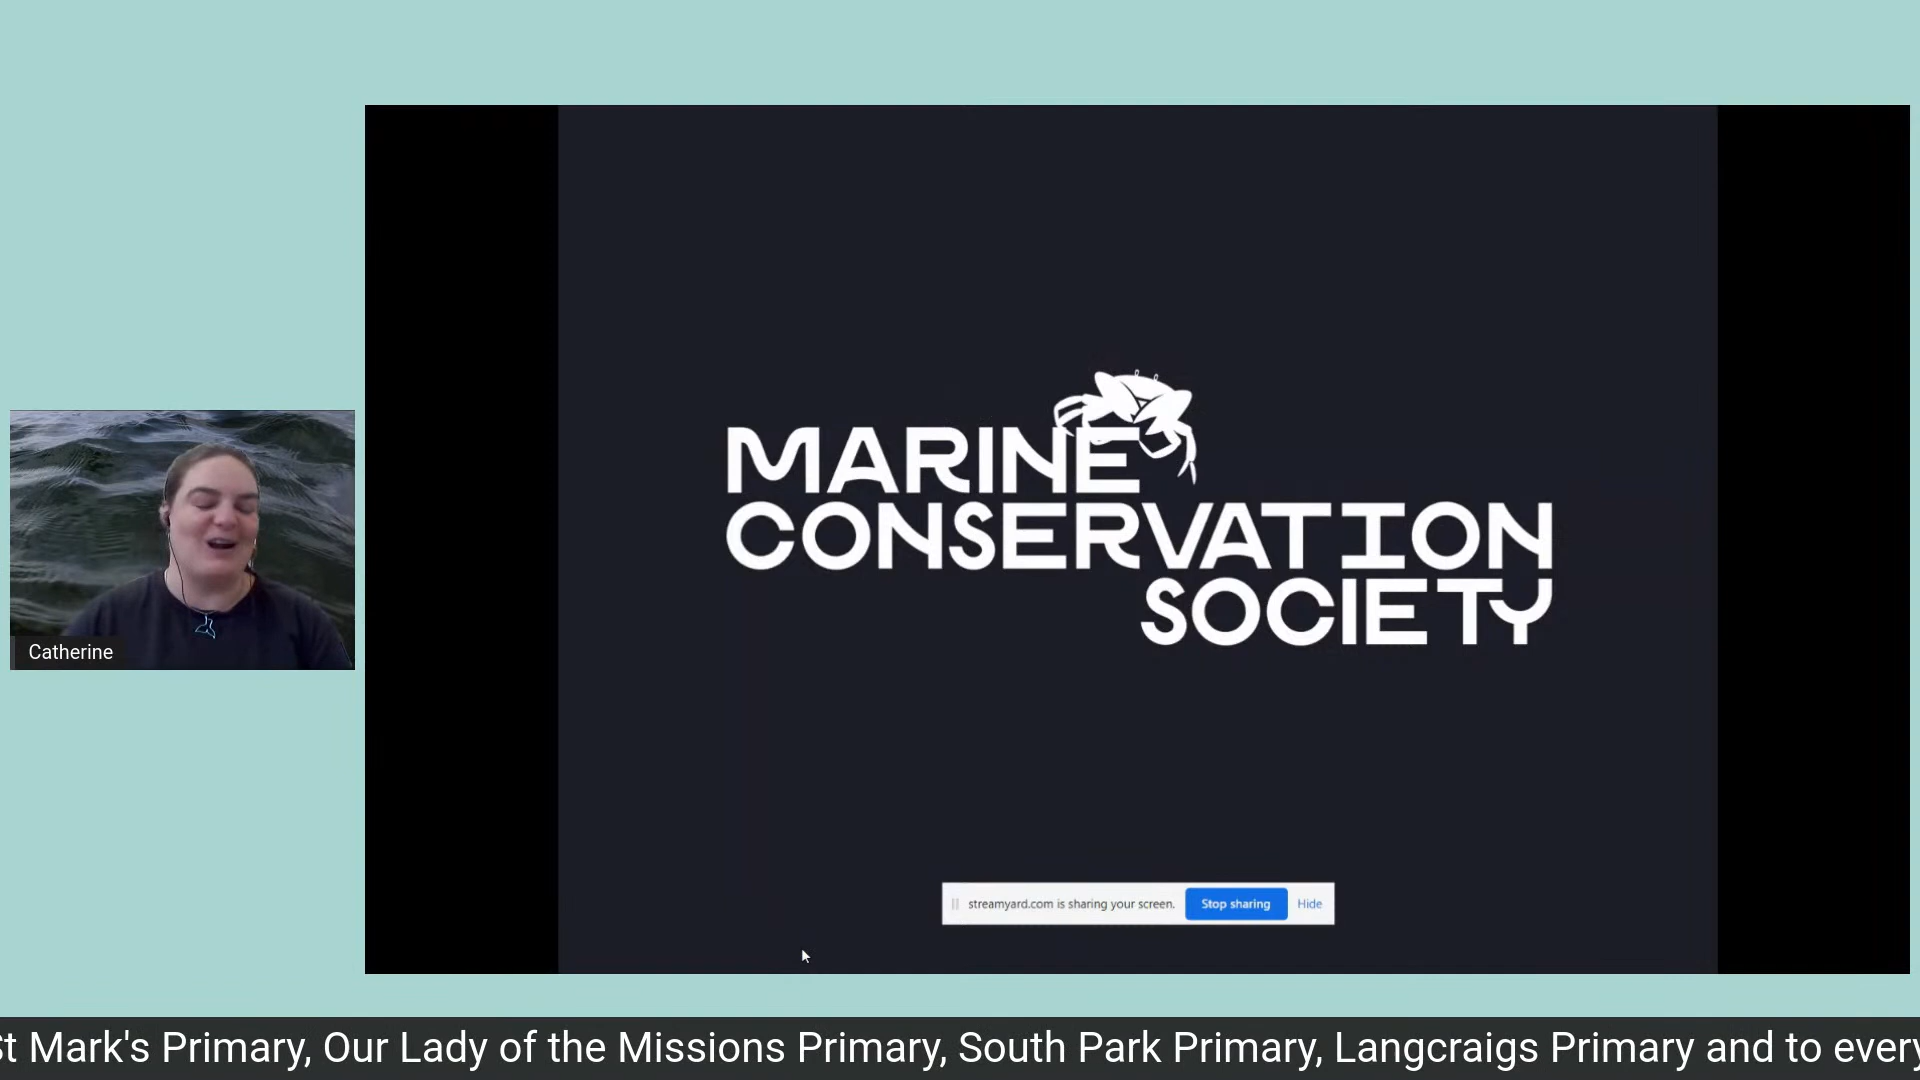 MARINE
CONSERVATION
SOCIETY
Catherine
streamyard.com is sharing your screen. Stop sharing Hide
St Mark's Primary, Our Lady of the Missions Primary, South Park Primary, Langcraigs Primary and to every